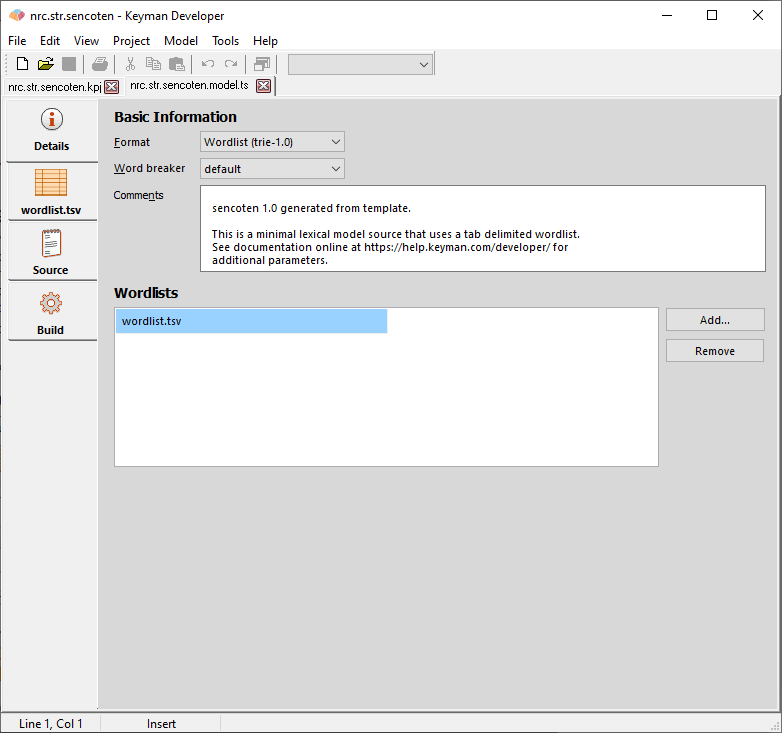 nrc.str.sencoten - Keyman Developer
File Edit View Project Model Tools Help
nrc.str.sencoten.kpj nrc.str.sencoten.model.ts
Details
wordlist.tsv
Source
Build
Basic Information
Format Wordlist (trie-1.0)
Word breaker default
Comments
sencoten 1.0 generated from template.
This is a minimal lexical model source that uses a tab delimited wordlist.
See documentation online at https://help.keyman.com/developer/ for
additional parameters.
Wordlists
wordlist.tsv
Add...
Remove
Line 1, Col 1 Insert